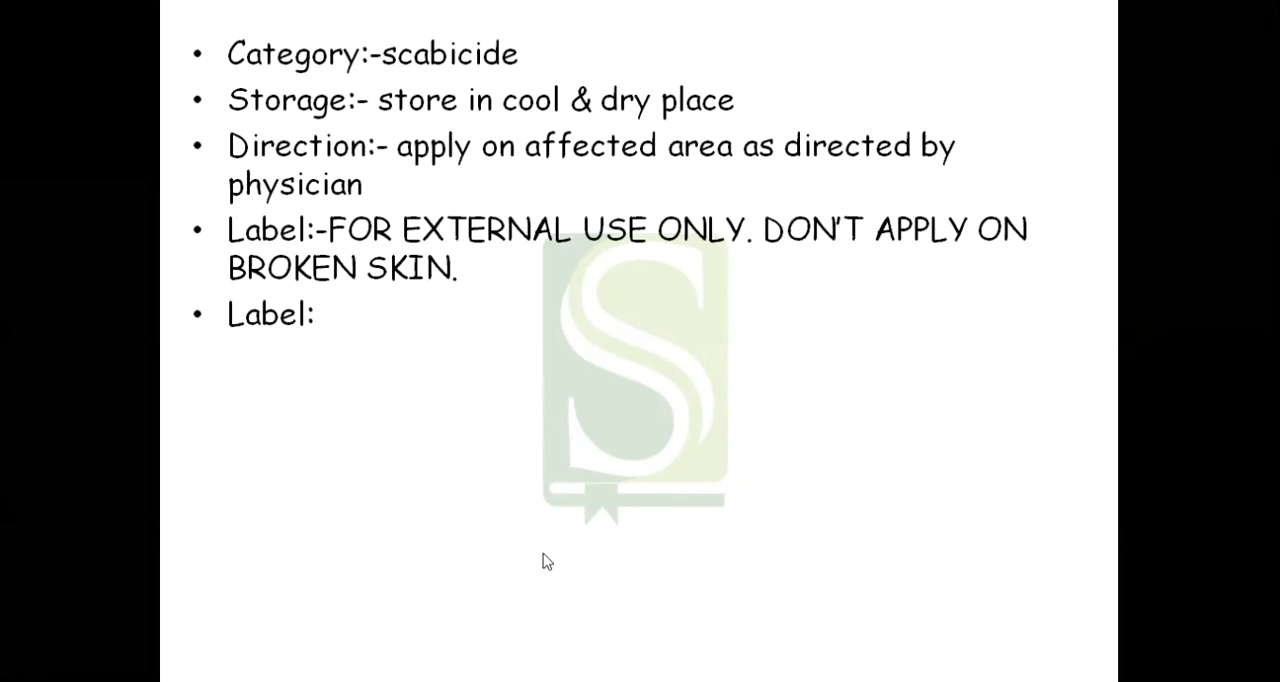 • Category:-scabicide
• Storage:- store in cool & dry place
• Direction:- apply on affected area as directed by
physician
• Label:-FOR EXTERNAL USE ONLY. DON'T APPLY ON
BROKEN SKIN.
• Label:
S